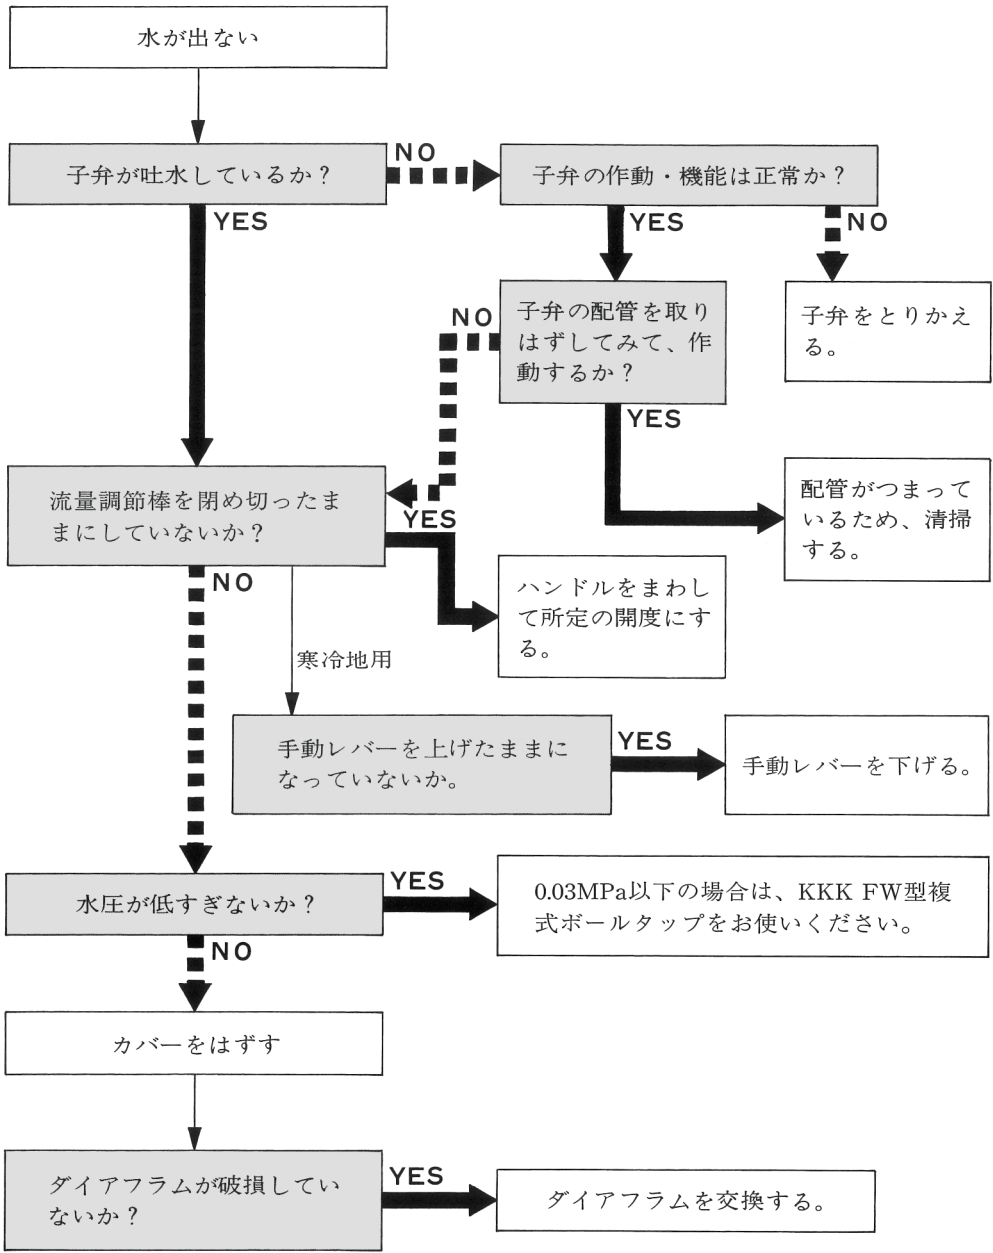 水が出ない
子弁が吐水しているか？
NO
子弁の作動・機能は正常か？
YES
YES
NO
子弁の配管を取り
はずしてみて、作
動するか？
NO
子弁をとりかえ
る。
YES
流量調節棒を閉め切ったま
まにしていないか？
YES
配管がつまって
いるため、清掃
する。
NO
ハンドルをまわし
て所定の開度にす
る。
寒冷地用
手動レバーを上げたままに
なっていないか。
YES
手動レバーを下げる。
水圧が低すぎないか？
YES
0.03MPa以下の場合は、KKK FW型複
式ボールタップをお使いください。
NO
カバーをはずす
ダイアフラムが破損してい
ないか？
YES
ダイアフラムを交換する。